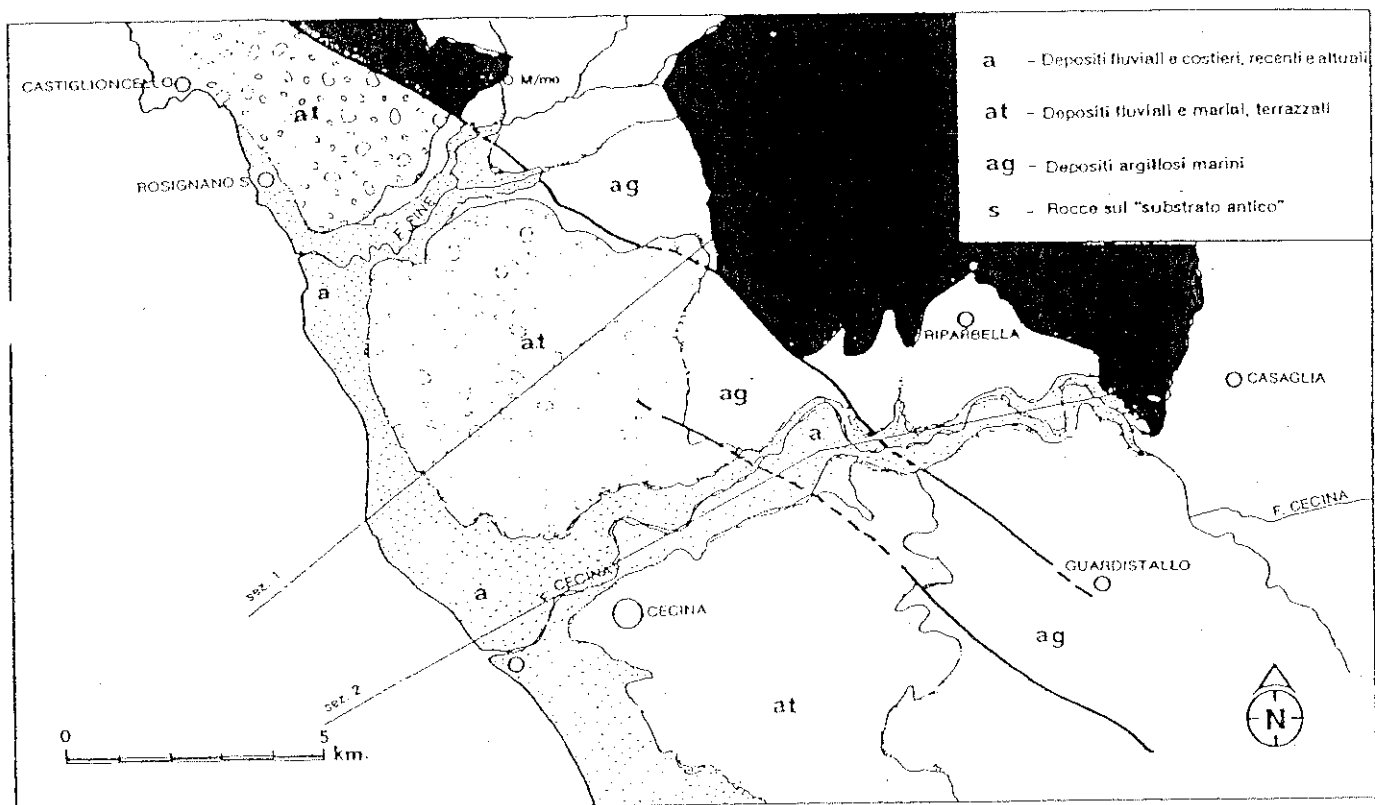 a - Depositi fluviali e costieri, recenti e attuali
at - Depositi fluviali e marini, terrazzati
ag - Depositi argillosi marini
s - Rocce sul "substrato antico"
CASTIGLIONCELLO
M/mo
at
ROSIGNANO S.
F. FINE
ag
a
at
RIPARBELLA
CASAGLIA
ag
a
F. CECINA
sez. 1
a
F. CECINA
CECINA
GUARDISTALLO
ag
sez. 2
at
N
0 5
km.